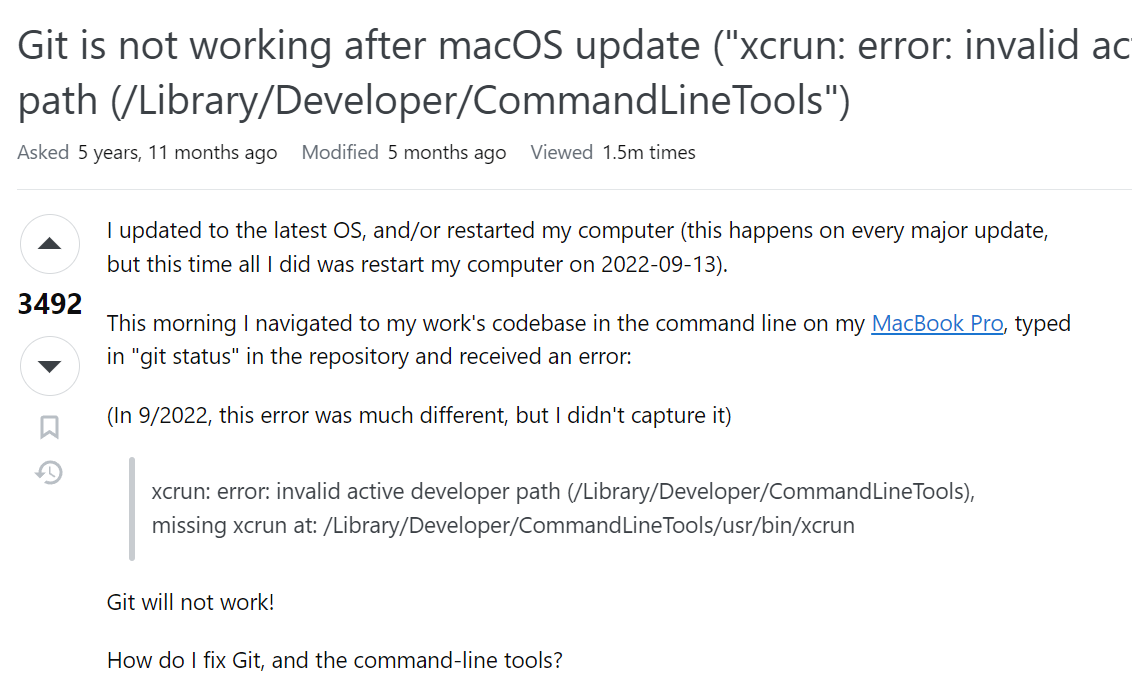 Git is not working after macOS update ("xcrun: error: invalid ac
path (/Library/Developer/CommandLineTools")
Asked 5 years, 11 months ago Modified 5 months ago Viewed 1.5m times
I updated to the latest OS, and/or restarted my computer (this happens on every major update,
but this time all I did was restart my computer on 2022-09-13).
3492
This morning I navigated to my work's codebase in the command line on my MacBook Pro, typed
in "git status" in the repository and received an error:
(In 9/2022, this error was much different, but I didn't capture it)
xcrun: error: invalid active developer path (/Library/Developer/CommandLineTools),
missing xcrun at: /Library/Developer/CommandLineTools/usr/bin/xcrun
Git will not work!
How do I fix Git, and the command-line tools?